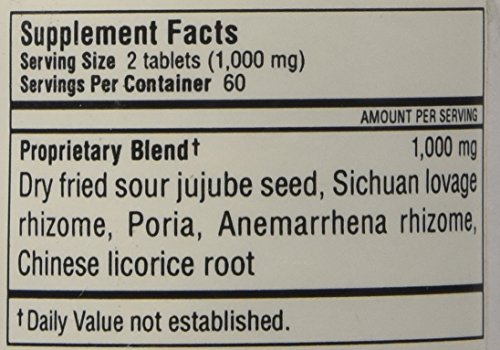 Supplement Facts
Serving Size 2 tablets (1,000 mg)
Servings Per Container 60
AMOUNT PER SERVING
Proprietary Blend† 1,000 mg
Dry fried sour jujube seed, Sichuan lovage
rhizome, Poria, Anemarrhena rhizome,
Chinese licorice root
†Daily Value not established.